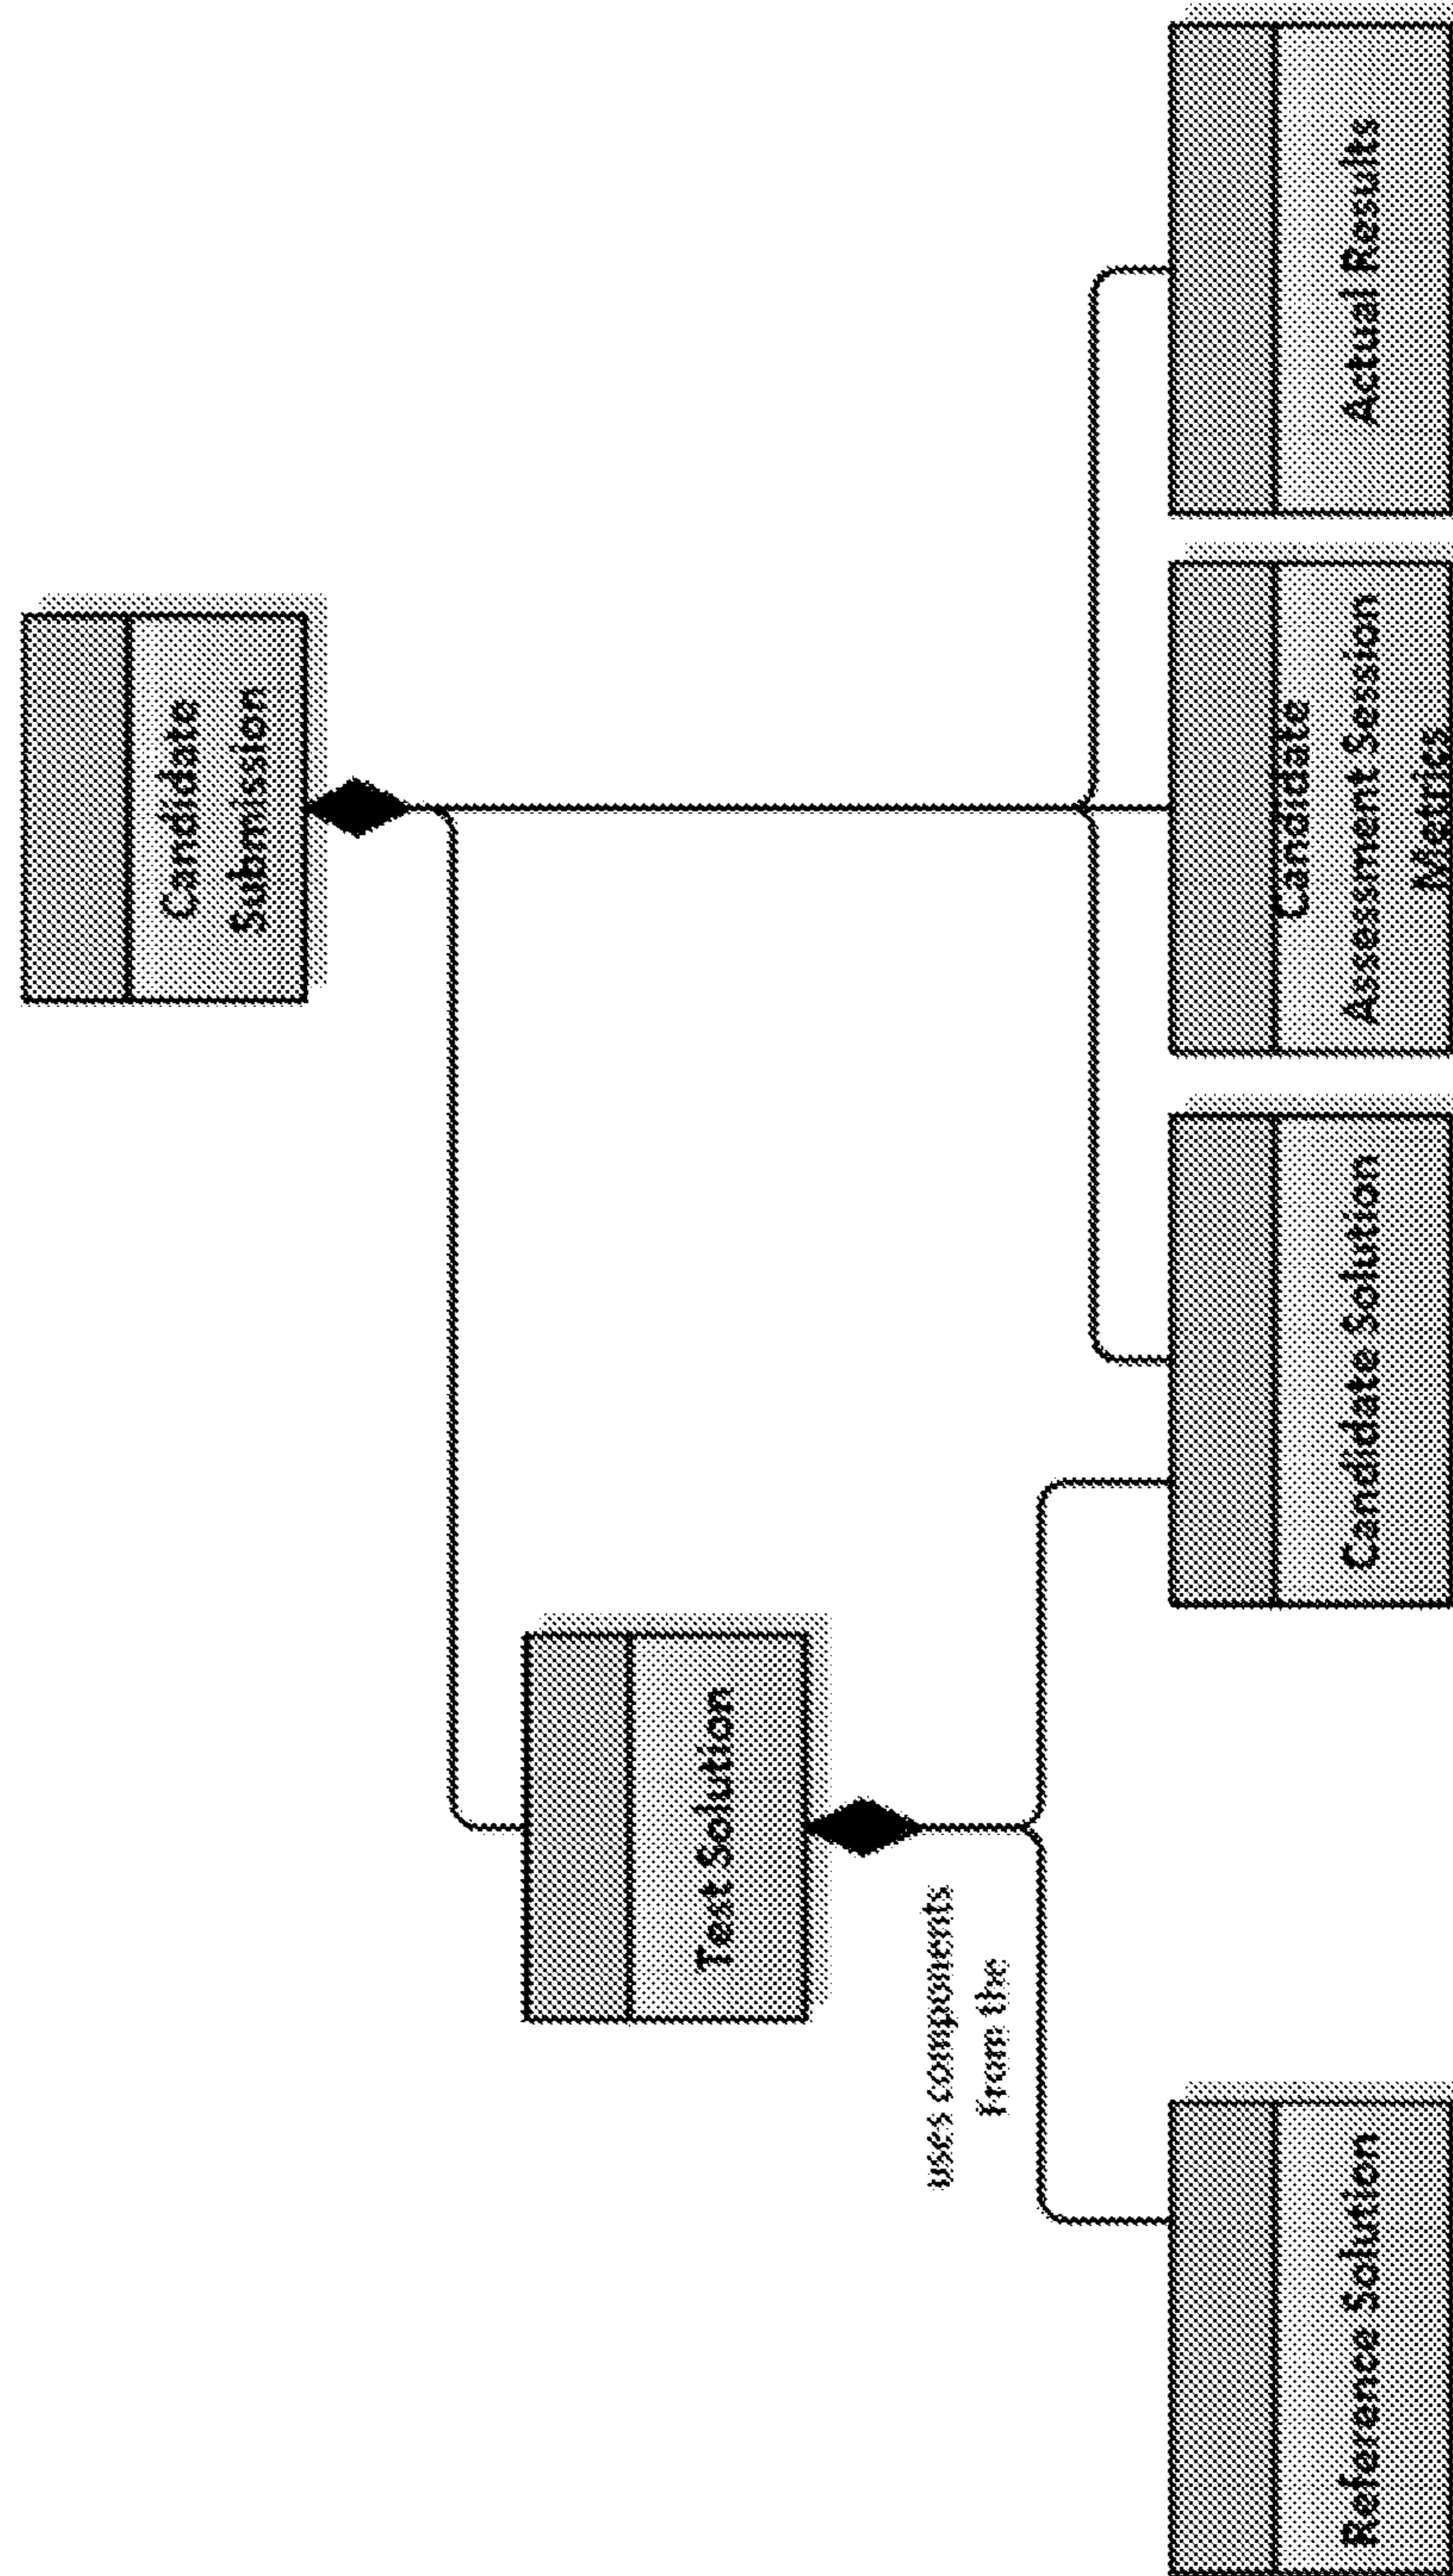 Candidate
Submission
Test Solution
uses components
from the
Reference Solution
Candidate Solution
Candidate
Assessment Session
Metrics
Actual Results